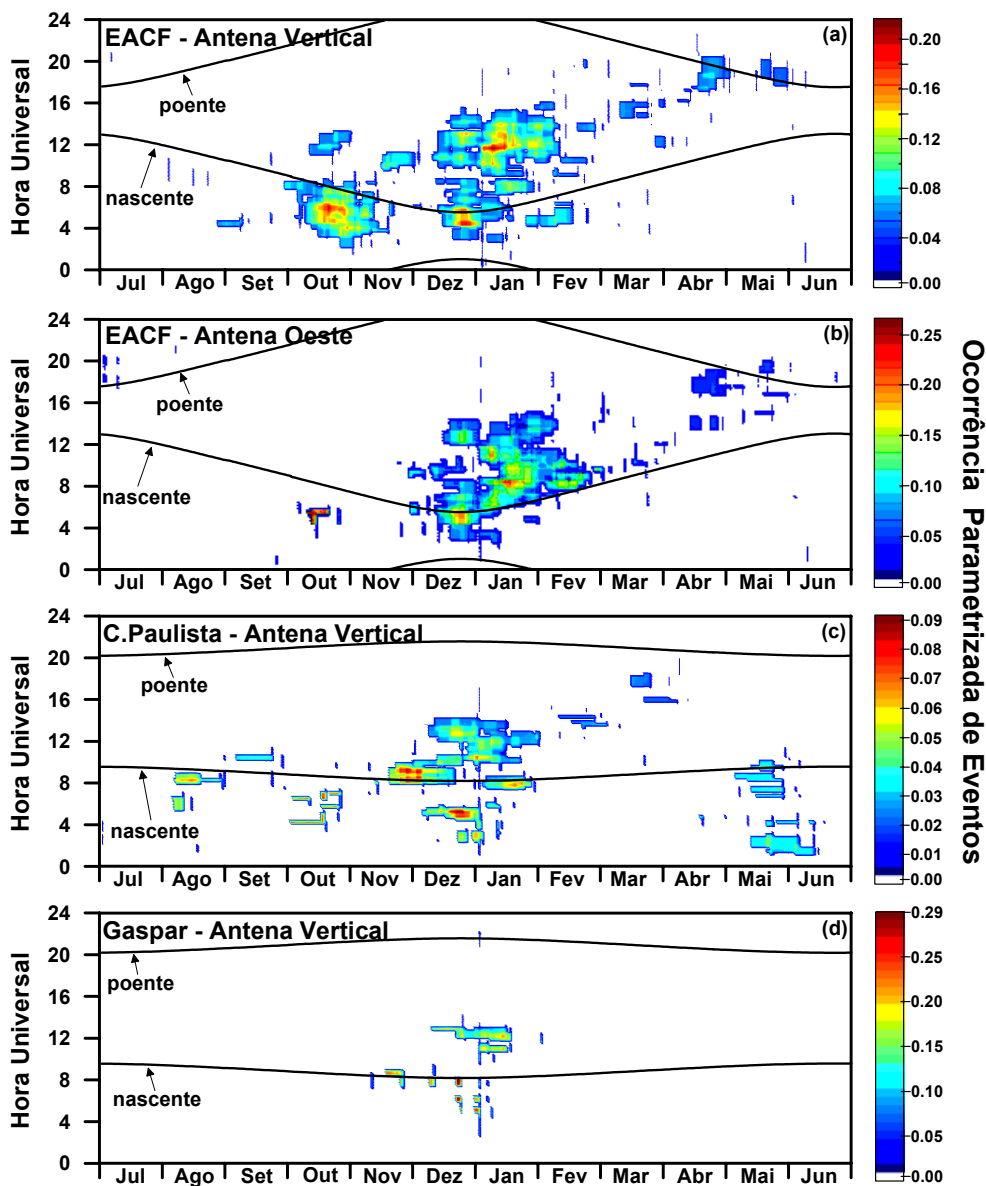 EACF - Antena Vertical
(a)
Hora Universal
24
20
16
12
8
4
0
poente
nascente
Jul Ago Set Out Nov Dez Jan Fev Mar Abr Mai Jun
0.20
0.16
0.12
0.08
0.04
0.00
EACF - Antena Oeste
(b)
Hora Universal
24
20
16
12
8
4
0
poente
nascente
Jul Ago Set Out Nov Dez Jan Fev Mar Abr Mai Jun
0.25
0.20
0.15
0.10
0.05
0.00
Ocorrência Parametrizada de Eventos
C.Paulista - Antena Vertical
(c)
Hora Universal
24
20
16
12
8
4
0
poente
nascente
Jul Ago Set Out Nov Dez Jan Fev Mar Abr Mai Jun
0.09
0.08
0.07
0.06
0.05
0.04
0.03
0.02
0.01
0.00
Gaspar - Antena Vertical
(d)
Hora Universal
24
20
16
12
8
4
0
poente
nascente
Jul Ago Set Out Nov Dez Jan Fev Mar Abr Mai Jun
0.29
0.25
0.20
0.15
0.10
0.05
0.00